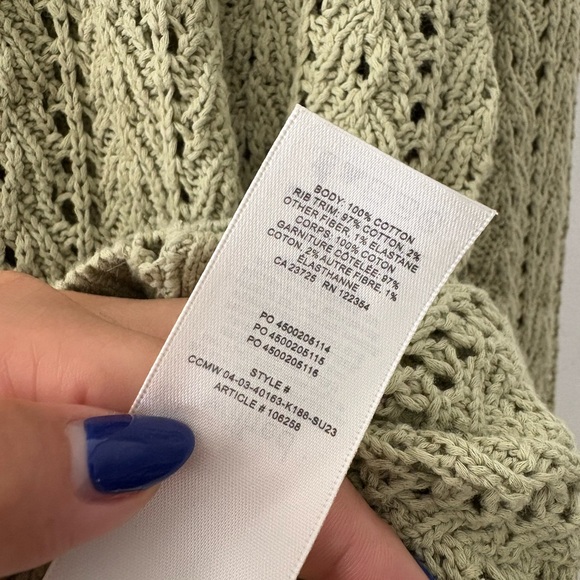 BODY: 100% COTTON
RIB TRIM: 97% COTTON, 2%
OTHER FIBER, 1% ELASTANE
CORPS: 100% COTON
GARNITURE CÔTELÉE: 97%
COTON, 2% AUTRE FIBRE, 1%
ÉLASTHANNE
CA 23725 RN 122354
PO 4500205114
PO 4500205115
PO 4500205116
STYLE #
CCMW 04-03-40163-K188-SU23
ARTICLE # 106258